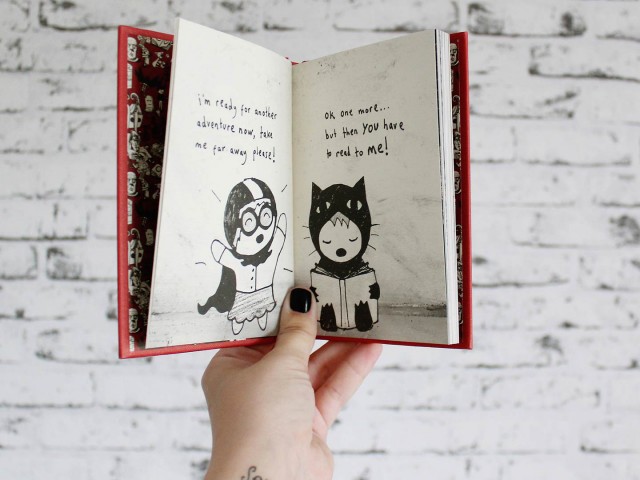 i'm ready for another
adventure now, take
me far away please!
OK one more...
but then YOU have
to read to ME!